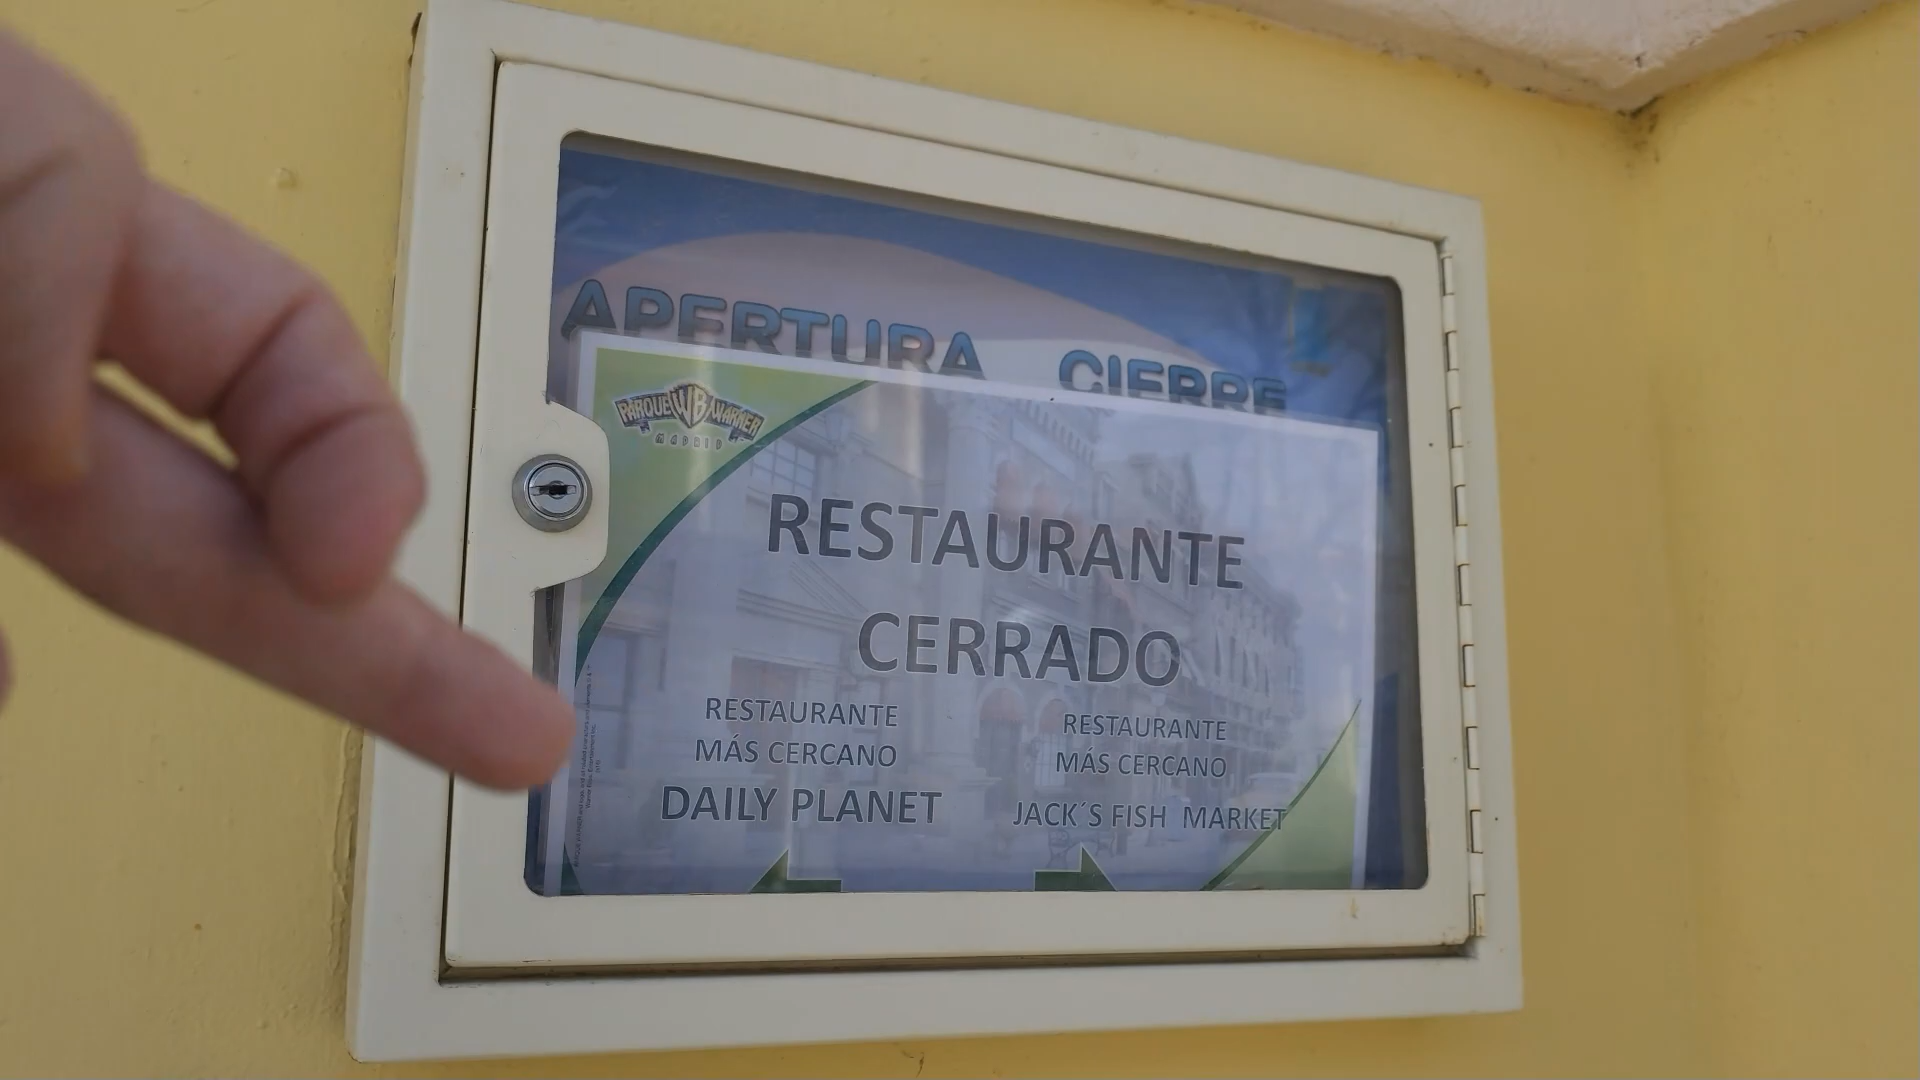 APERTURA CIERRE
PARQUE WB WARNER
MADRID
RESTAURANTE
CERRADO
RESTAURANTE
MÁS CERCANO
DAILY PLANET
RESTAURANTE
MÁS CERCANO
JACK´S FISH MARKET